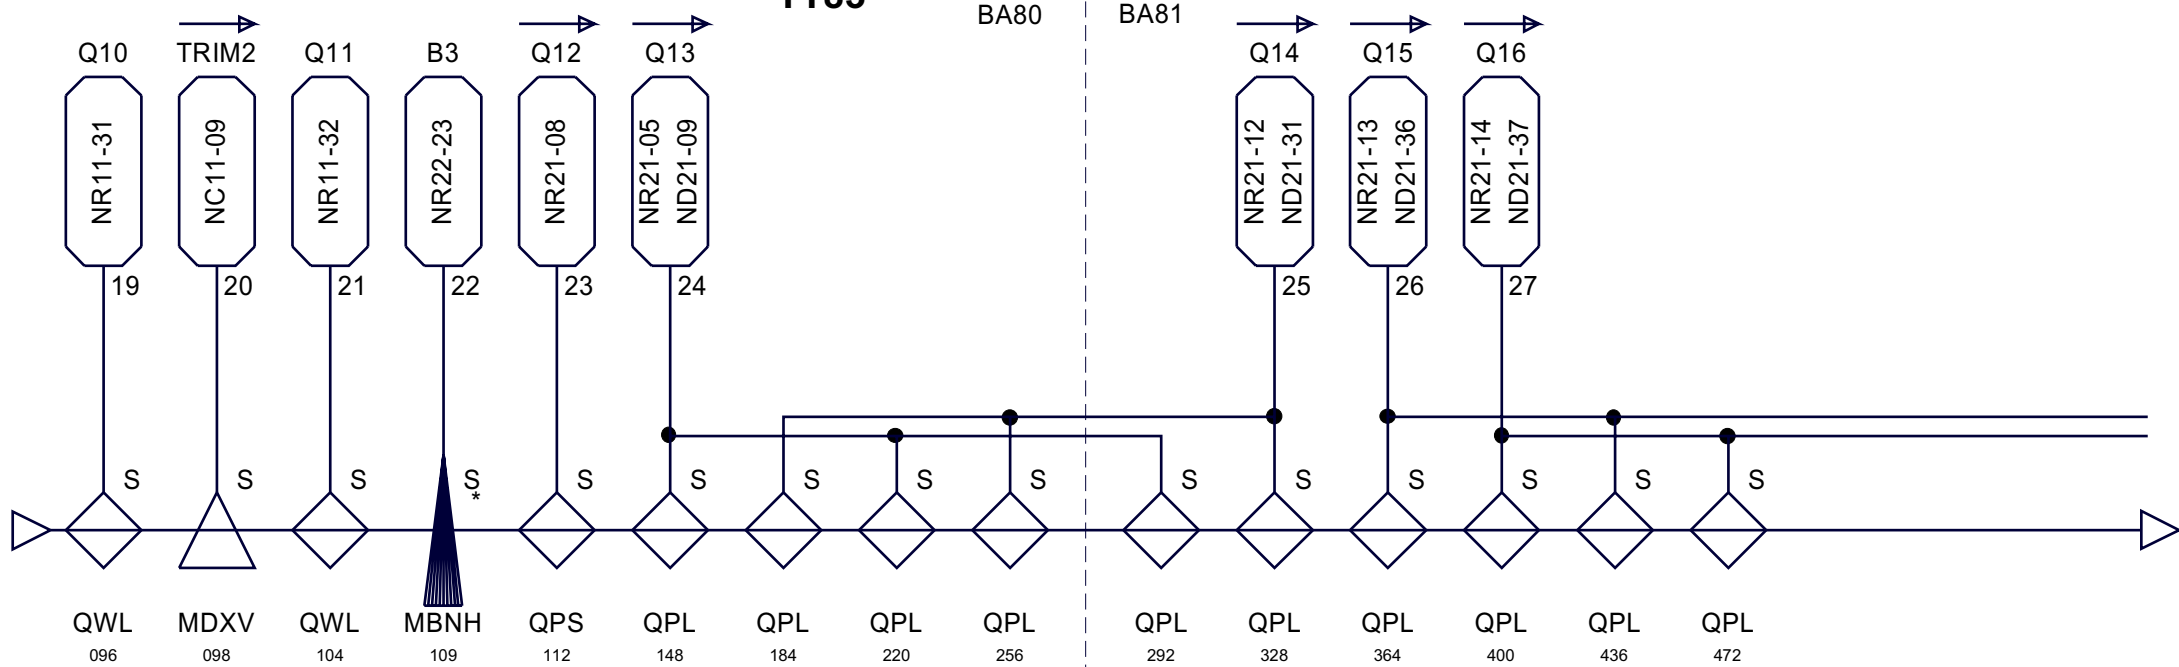 BA80 BA81
Q10 TRIM2 Q11 B3 Q12 Q13 Q14 Q15 Q16
NR11-31
NC11-09
NR11-32
NR22-23
NR21-08
NR21-05
ND21-09
NR21-12
ND21-31
NR21-13
ND21-36
NR21-14
ND21-37
19 20 21 22 23 24 25 26 27
S S S S S S S S S S S S S S S
*
QWL MDXV QWL MBNH QPS QPL QPL QPL QPL QPL QPL QPL QPL QPL QPL
096 098 104 109 112 148 184 220 256 292 328 364 400 436 472